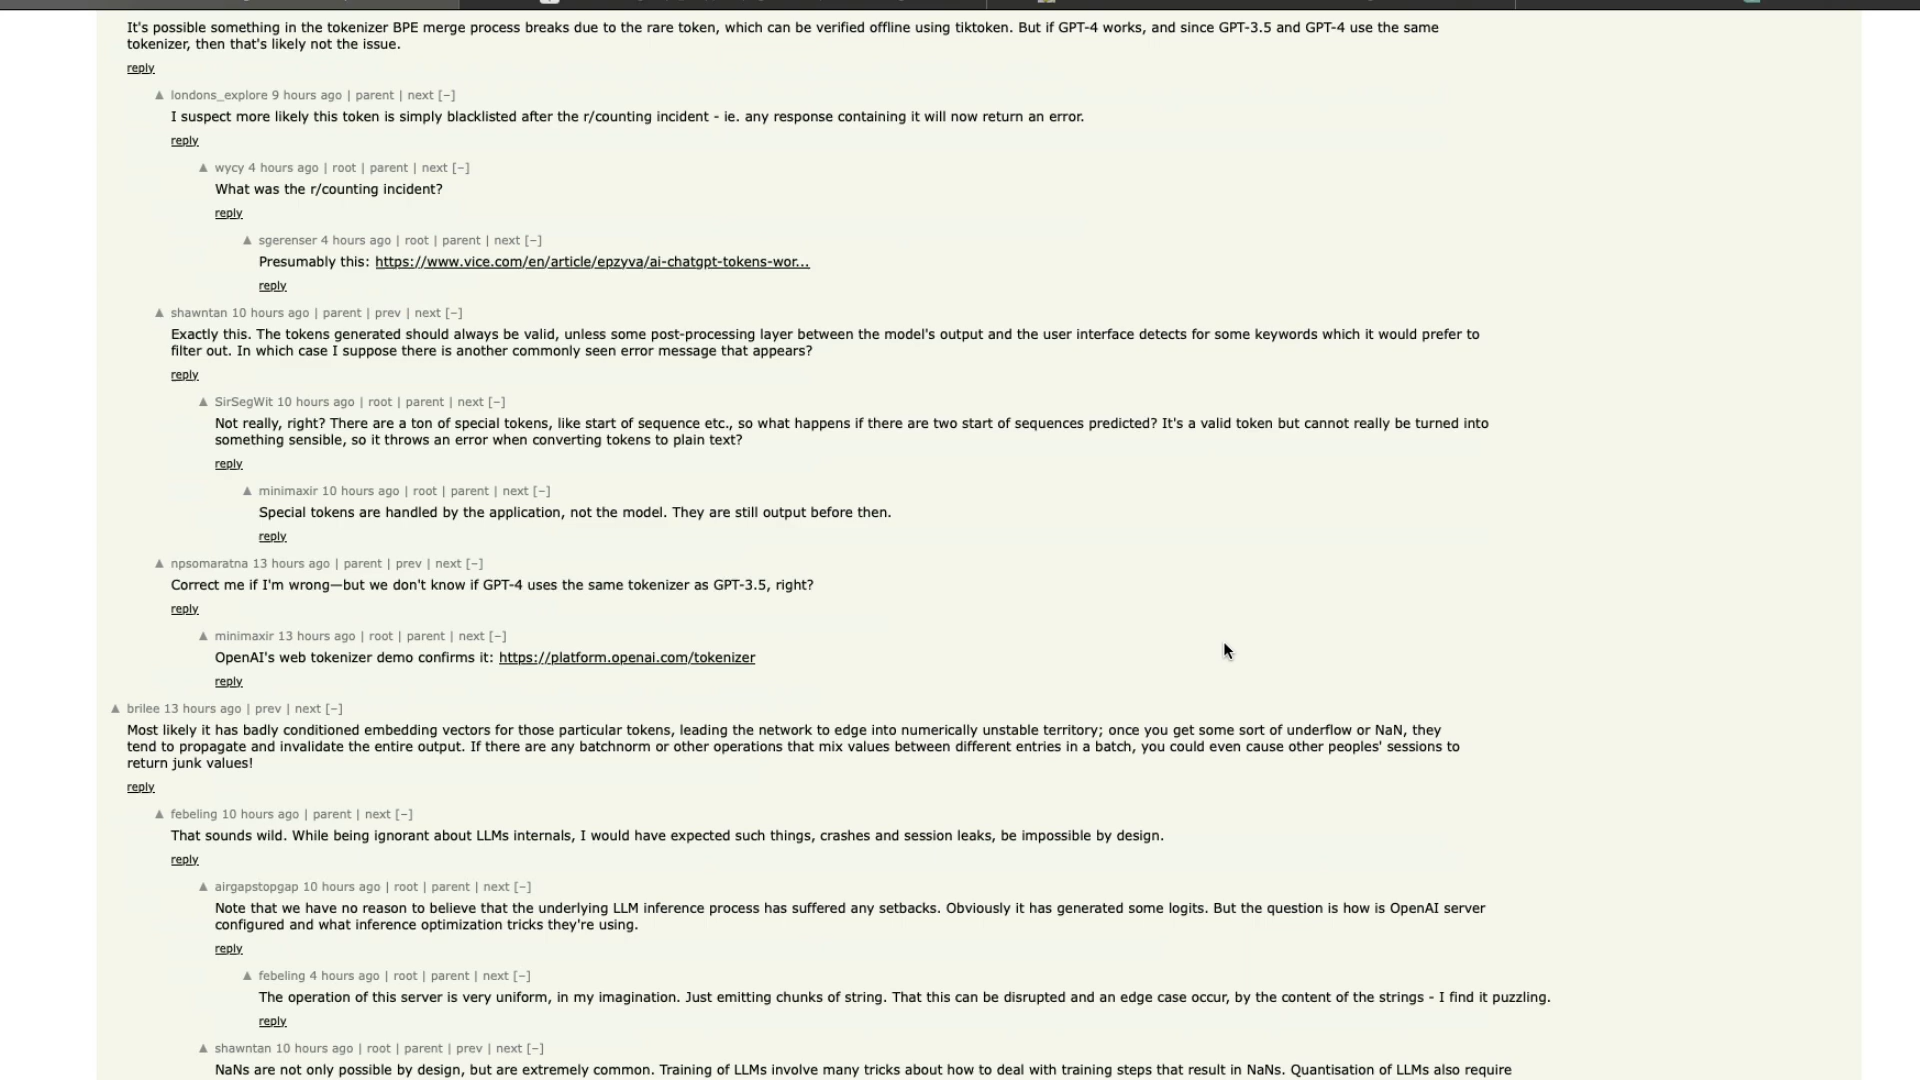 It's possible something in the tokenizer BPE merge process breaks due to the rare token, which can be verified offline using tiktoken. But if GPT-4 works, and since GPT-3.5 and GPT-4 use the same
tokenizer, then that's likely not the issue.
reply
▲ londons_explore 9 hours ago | parent | next [–]
I suspect more likely this token is simply blacklisted after the r/counting incident - ie. any response containing it will now return an error.
reply
▲ wycy 4 hours ago | root | parent | next [–]
What was the r/counting incident?
reply
▲ sgerenser 4 hours ago | root | parent | next [–]
Presumably this: https://www.vice.com/en/article/epzyva/ai-chatgpt-tokens-wor...
reply
▲ shawntan 10 hours ago | parent | prev | next [–]
Exactly this. The tokens generated should always be valid, unless some post-processing layer between the model's output and the user interface detects for some keywords which it would prefer to
filter out. In which case I suppose there is another commonly seen error message that appears?
reply
▲ SirSegWit 10 hours ago | root | parent | next [–]
Not really, right? There are a ton of special tokens, like start of sequence etc., so what happens if there are two start of sequences predicted? It's a valid token but cannot really be turned into
something sensible, so it throws an error when converting tokens to plain text?
reply
▲ minimaxir 10 hours ago | root | parent | next [–]
Special tokens are handled by the application, not the model. They are still output before then.
reply
▲ npsomaratna 13 hours ago | parent | prev | next [–]
Correct me if I'm wrong—but we don't know if GPT-4 uses the same tokenizer as GPT-3.5, right?
reply
▲ minimaxir 13 hours ago | root | parent | next [–]
OpenAI's web tokenizer demo confirms it: https://platform.openai.com/tokenizer
reply
▲ brilee 13 hours ago | prev | next [–]
Most likely it has badly conditioned embedding vectors for those particular tokens, leading the network to edge into numerically unstable territory; once you get some sort of underflow or NaN, they
tend to propagate and invalidate the entire output. If there are any batchnorm or other operations that mix values between different entries in a batch, you could even cause other peoples' sessions to
return junk values!
reply
▲ febeling 10 hours ago | parent | next [–]
That sounds wild. While being ignorant about LLMs internals, I would have expected such things, crashes and session leaks, be impossible by design.
reply
▲ airgapstopgap 10 hours ago | root | parent | next [–]
Note that we have no reason to believe that the underlying LLM inference process has suffered any setbacks. Obviously it has generated some logits. But the question is how is OpenAI server
configured and what inference optimization tricks they're using.
reply
▲ febeling 4 hours ago | root | parent | next [–]
The operation of this server is very uniform, in my imagination. Just emitting chunks of string. That this can be disrupted and an edge case occur, by the content of the strings - I find it puzzling.
reply
▲ shawntan 10 hours ago | root | parent | prev | next [–]
NaNs are not only possible by design, but are extremely common. Training of LLMs involve many tricks about how to deal with training steps that result in NaNs. Quantisation of LLMs also require